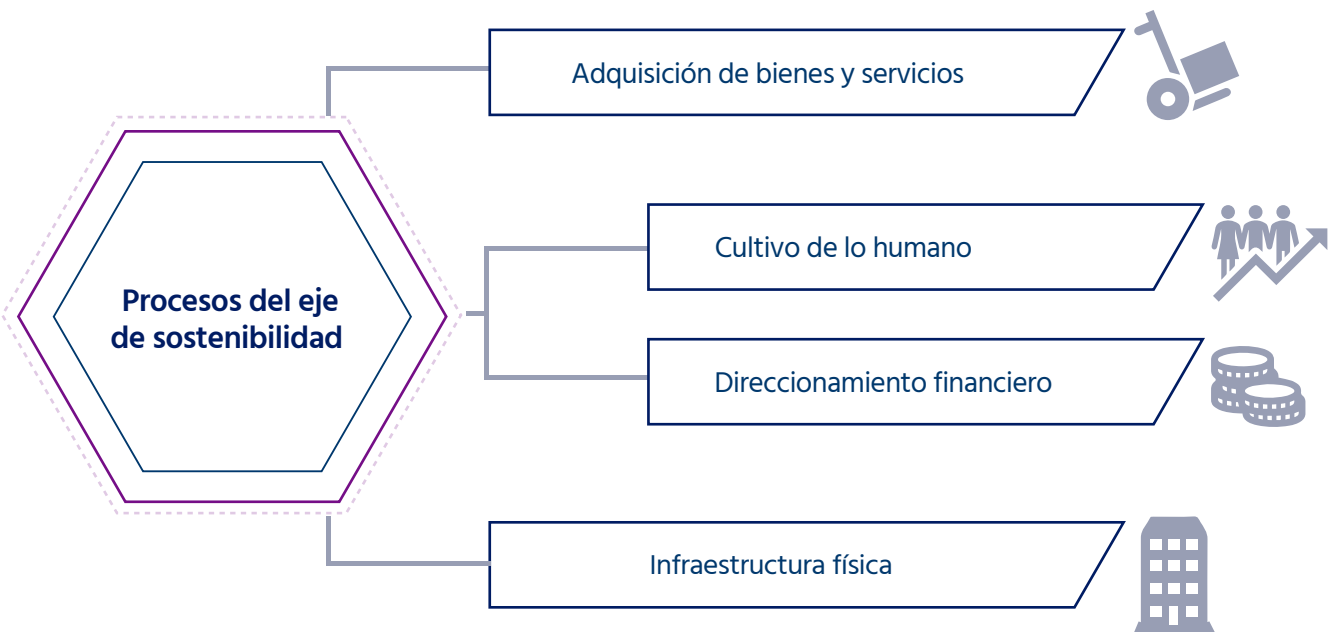 Procesos del eje
de sostenibilidad
Adquisición de bienes y servicios
Cultivo de lo humano
Direccionamiento financiero
Infraestructura física